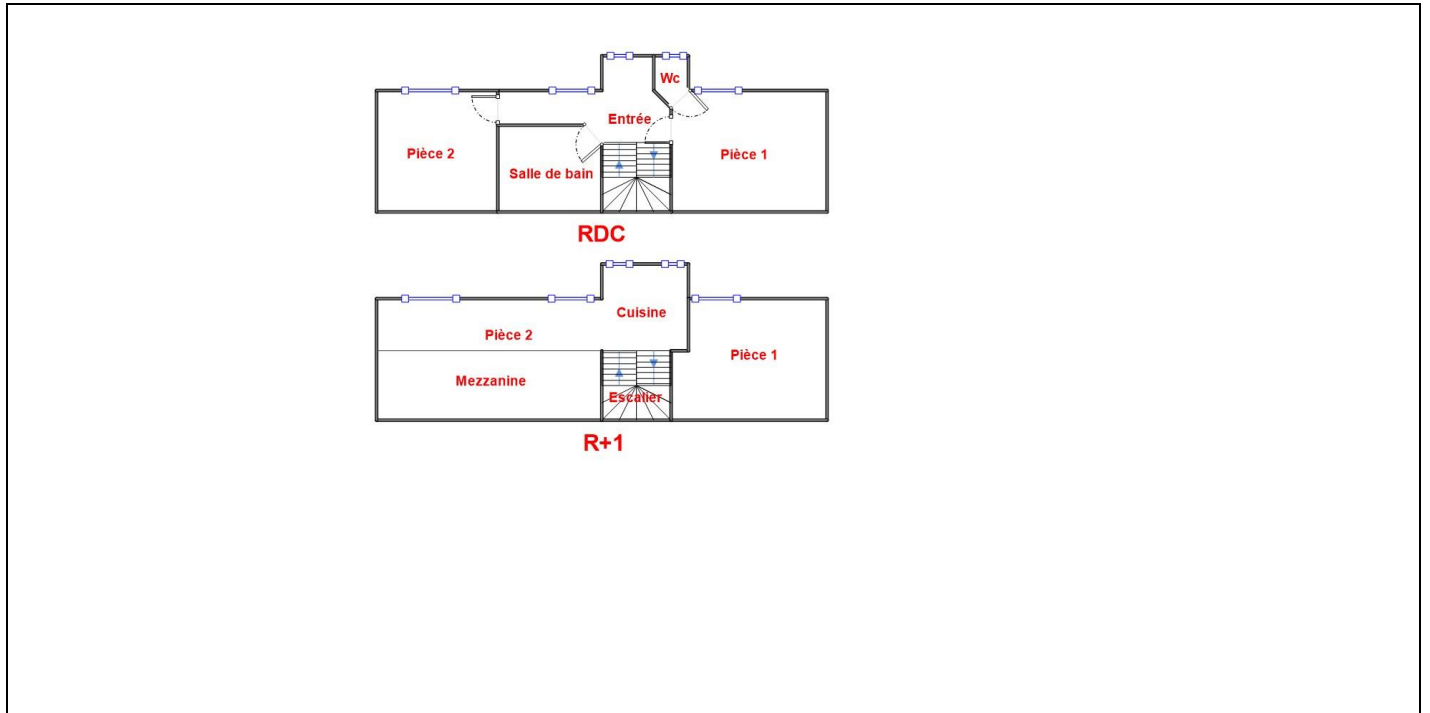 Wc
Entrée
Pièce 2
Pièce 1
Salle de bain
RDC
Cuisine
Pièce 2
Pièce 1
Mezzanine
Escalier
R+1